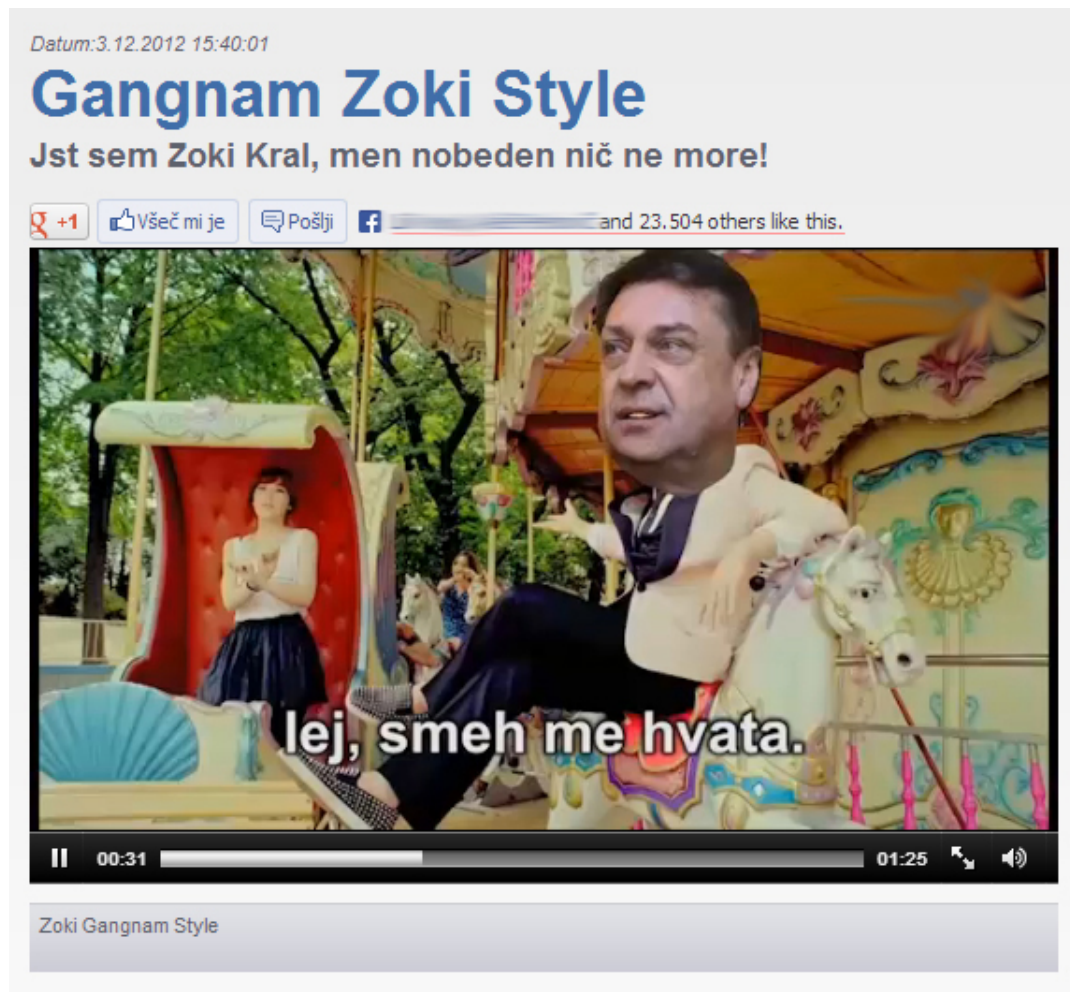 Datum:3.12.2012 15:40:01
Gangnam Zoki Style
Jst sem Zoki Kral, men nobeden nič ne more!
g +1 Všeč mi je Pošlji f and 23.504 others like this.
lej, smeh me hvata.
00:31 01:25
Zoki Gangnam Style